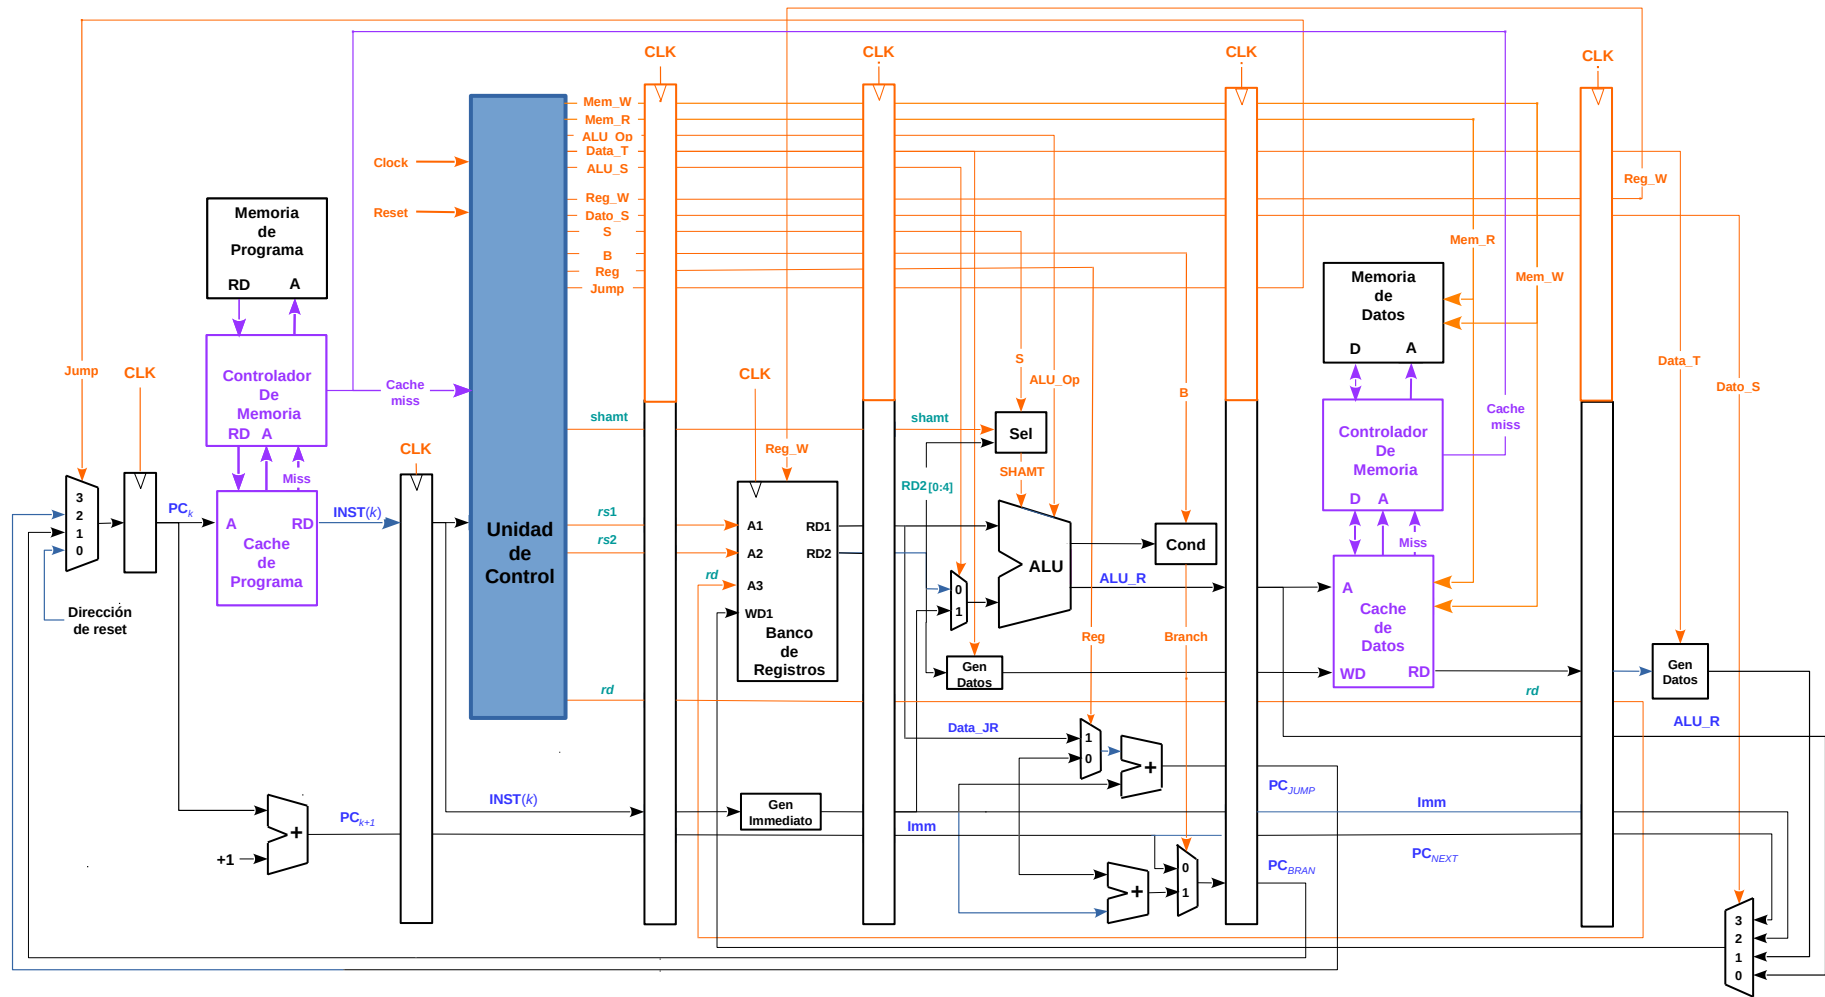 CLK
CLK
CLK
CLK
Mem_W
Mem_R
ALU_Op
Data_T
ALU_S
Reg_W
Dato_S
S
B
Reg
Jump
Clock
Reset
Reg_W
Mem_R
Mem_W
Memoria
de
Programa
RD A
Memoria
de
Datos
D A
Jump
CLK
Controlador
De
Memoria
RD A
Cache
miss
Miss
CLK
CLK
Reg_W
S
ALU_Op
B
Data_T
Dato_S
shamt
shamt
Sel
SHAMT
RD2 [0:4]
Controlador
De
Memoria
D A
Cache
miss
Miss
3
2
1
0
PCk
A RD
Cache
de
Programa
INST(k)
Unidad
de
Control
rs1
rs2
rd
A1 RD1
A2 RD2
A3
WD1
Banco
de
Registros
0
1
ALU
Cond
ALU_R
A
Cache
de
Datos
WD RD
Dirección
de reset
Reg
Branch
Gen
Datos
Gen
Datos
rd
rd
ALU_R
Data_JR
1
0
+
PCJUMP
INST(k)
Gen
Immediato
Imm
Imm
PCk+1
+
+1
PCNEXT
PCBRAN
0
1
+
3
2
1
0